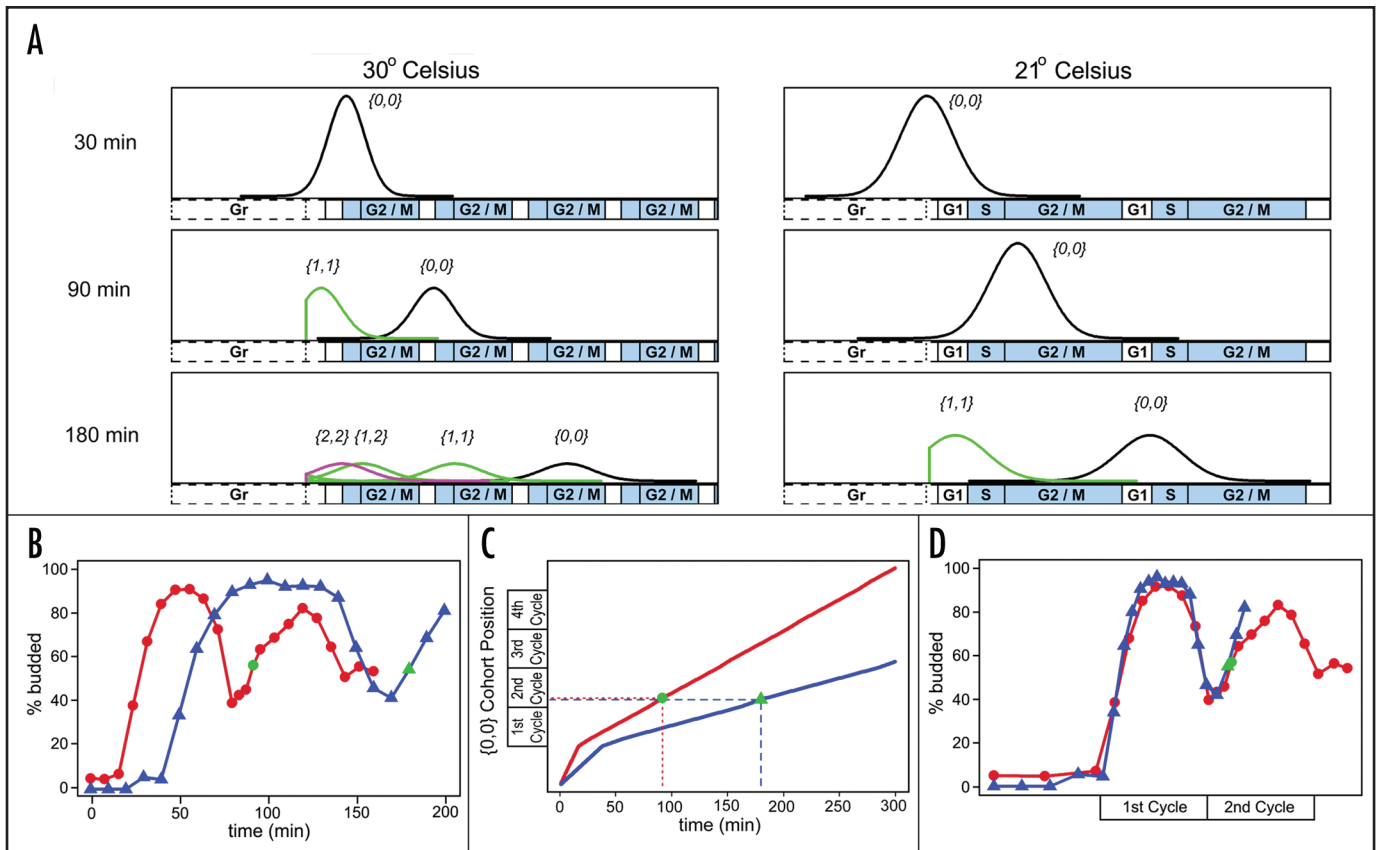 A
30° Celsius
21° Celsius
30 min
{0,0}
{0,0}
Gr G2 / M G2 / M G2 / M G2 / M
Gr G1 S G2 / M G1 S G2 / M
90 min
{1,1} {0,0}
{0,0}
Gr G2 / M G2 / M G2 / M G2 / M
Gr G1 S G2 / M G1 S G2 / M
180 min
{2,2} {1,2} {1,1} {0,0}
{1,1} {0,0}
Gr G2 / M G2 / M G2 / M G2 / M
Gr G1 S G2 / M G1 S G2 / M
B
% budded
100
80
60
40
20
0
0 50 100 150 200
time (min)
C
{0,0} Cohort Position
4th Cycle
3rd Cycle
2nd Cycle
1st Cycle
0 50 100 150 200 250 300
time (min)
D
% budded
100
80
60
40
20
0
1st Cycle 2nd Cycle